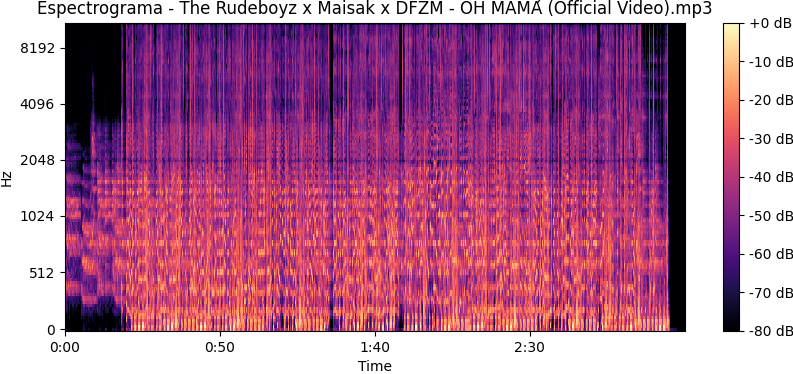 Espectrograma - The Rudeboyz x Maisak x DFZM - OH MAMÁ (Official Video).mp3
8192
4096
2048
1024
512
0
Hz
0:00
0:50
1:40
2:30
Time
+0 dB
-10 dB
-20 dB
-30 dB
-40 dB
-50 dB
-60 dB
-70 dB
-80 dB